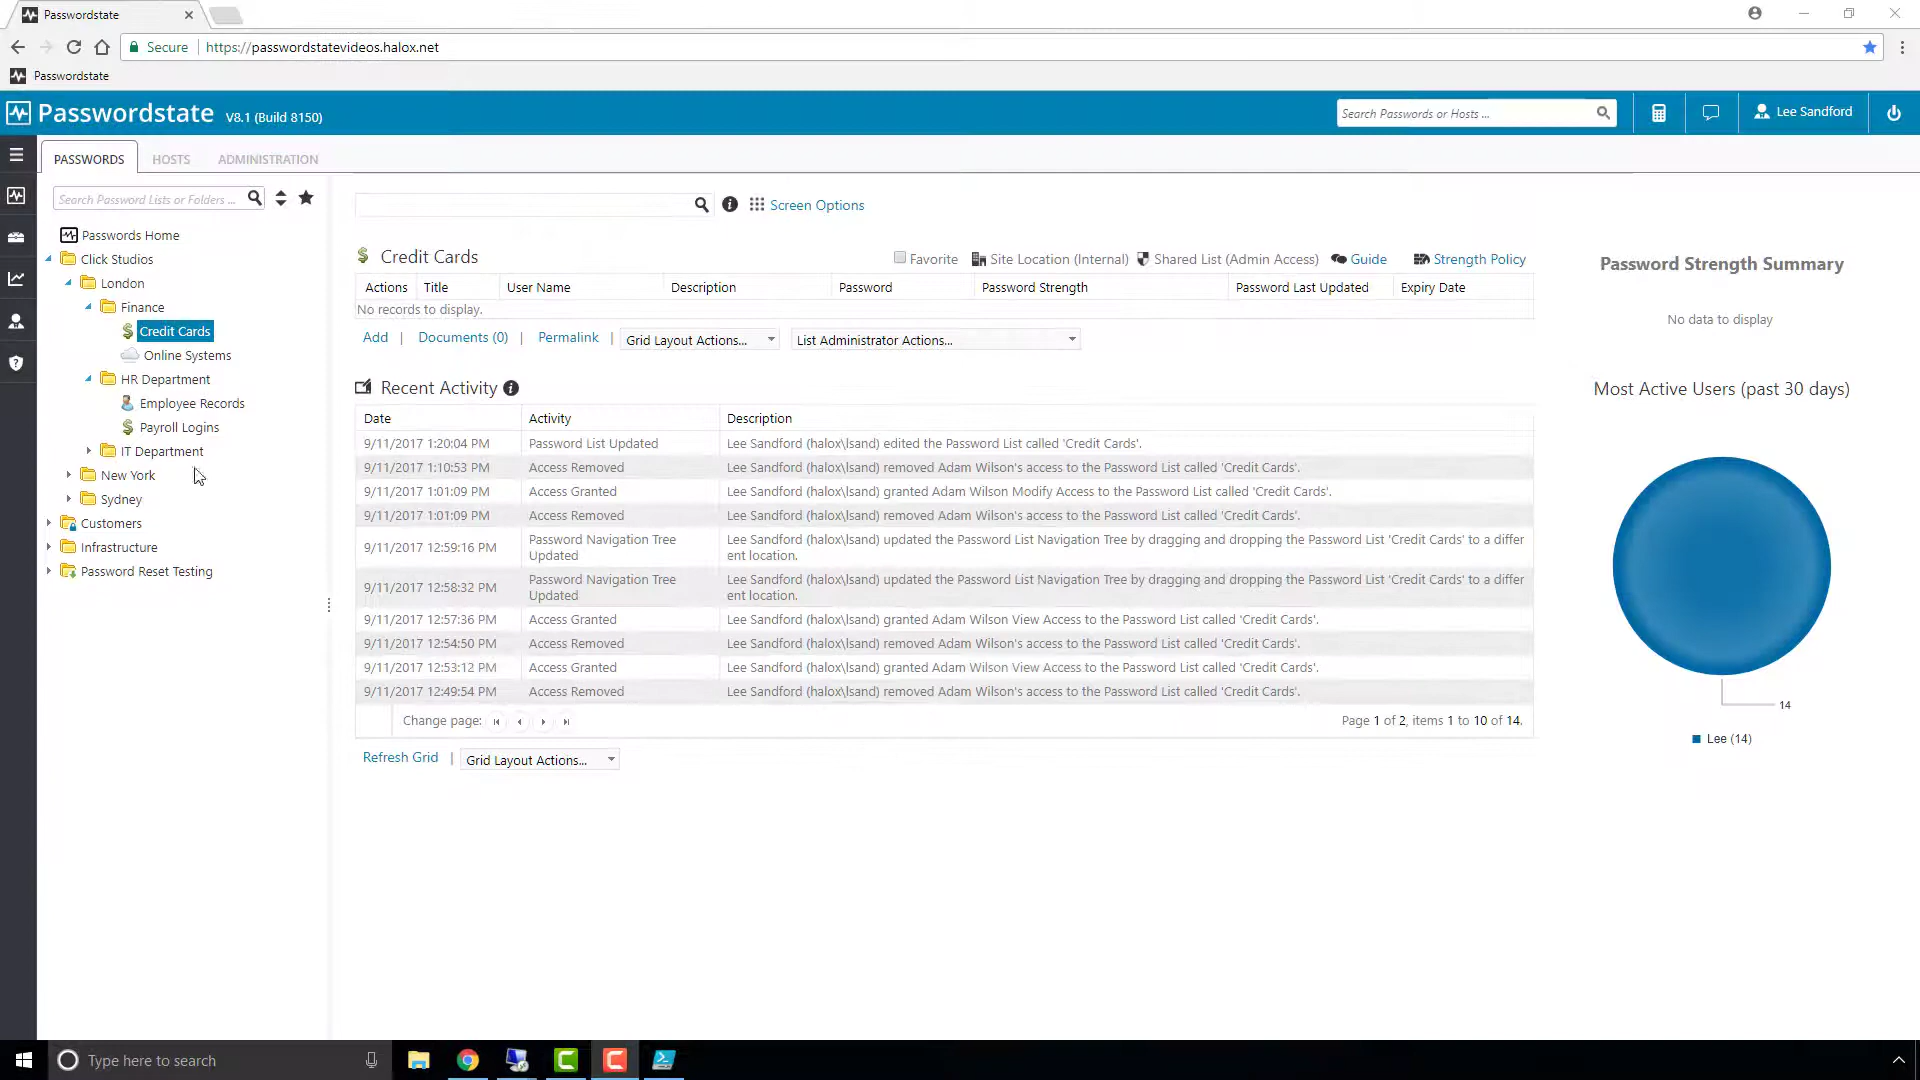 Passwordstate
Secure https://passwordstatevideos.halox.net
Passwordstate
Passwordstate V8.1 (Build 8150)
Search Passwords or Hosts ...
Lee Sandford
PASSWORDS HOSTS ADMINISTRATION
Search Password Lists or Folders ...
Screen Options
Passwords Home
Click Studios
London
Finance
Credit Cards
Online Systems
HR Department
Employee Records
Payroll Logins
IT Department
New York
Sydney
Customers
Infrastructure
Password Reset Testing
Credit Cards
Favorite Site Location (Internal) Shared List (Admin Access) Guide Strength Policy
Actions Title User Name Description Password Password Strength Password Last Updated Expiry Date
No records to display.
Add | Documents (0) | Permalink | Grid Layout Actions... List Administrator Actions...
Recent Activity
Date Activity Description
9/11/2017 1:20:04 PM Password List Updated Lee Sandford (halox\lsand) edited the Password List called 'Credit Cards'.
9/11/2017 1:10:53 PM Access Removed Lee Sandford (halox\lsand) removed Adam Wilson's access to the Password List called 'Credit Cards'.
9/11/2017 1:01:09 PM Access Granted Lee Sandford (halox\lsand) granted Adam Wilson Modify Access to the Password List called 'Credit Cards'.
9/11/2017 1:01:09 PM Access Removed Lee Sandford (halox\lsand) removed Adam Wilson's access to the Password List called 'Credit Cards'.
9/11/2017 12:59:16 PM Password Navigation Tree Updated Lee Sandford (halox\lsand) updated the Password List Navigation Tree by dragging and dropping the Password List 'Credit Cards' to a differ
ent location.
9/11/2017 12:58:32 PM Password Navigation Tree Updated Lee Sandford (halox\lsand) updated the Password List Navigation Tree by dragging and dropping the Password List 'Credit Cards' to a differ
ent location.
9/11/2017 12:57:36 PM Access Granted Lee Sandford (halox\lsand) granted Adam Wilson View Access to the Password List called 'Credit Cards'.
9/11/2017 12:54:50 PM Access Removed Lee Sandford (halox\lsand) removed Adam Wilson's access to the Password List called 'Credit Cards'.
9/11/2017 12:53:12 PM Access Granted Lee Sandford (halox\lsand) granted Adam Wilson View Access to the Password List called 'Credit Cards'.
9/11/2017 12:49:54 PM Access Removed Lee Sandford (halox\lsand) removed Adam Wilson's access to the Password List called 'Credit Cards'.
Change page: Page 1 of 2, items 1 to 10 of 14.
Refresh Grid | Grid Layout Actions...
Password Strength Summary
No data to display
Most Active Users (past 30 days)
14
Lee (14)
Type here to search